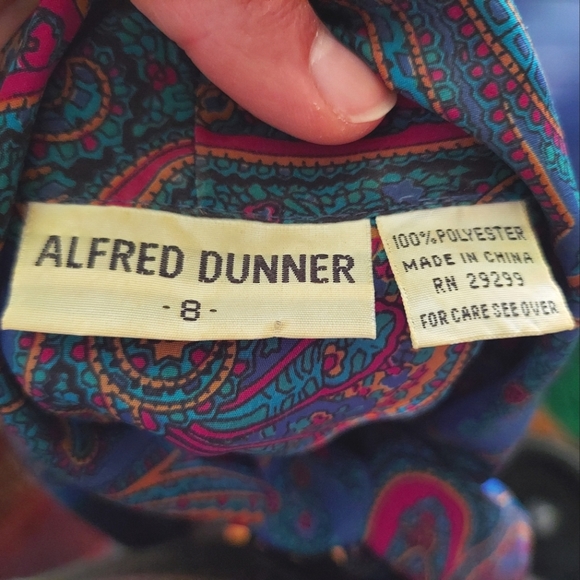 ALFRED DUNNER
- 8 -
100% POLYESTER
MADE IN CHINA
RN 29299
FOR CARE SEE OVER